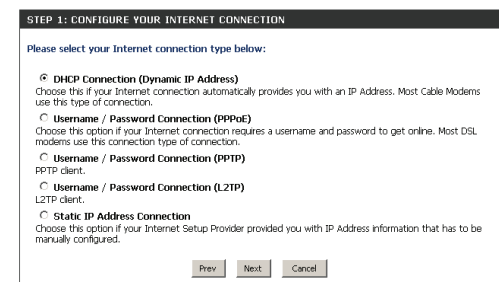 STEP 1: CONFIGURE YOUR INTERNET CONNECTION
Please select your Internet connection type below:
DHCP Connection (Dynamic IP Address)
Choose this if your Internet connection automatically provides you with an IP Address. Most Cable Modems
use this type of connection.
Username / Password Connection (PPPoE)
Choose this option if your Internet connection requires a username and password to get online. Most DSL
modems use this connection type of connection.
Username / Password Connection (PPTP)
PPTP client.
Username / Password Connection (L2TP)
L2TP client.
Static IP Address Connection
Choose this option if your Internet Setup Provider provided you with IP Address information that has to be
manually configured.
Prev Next Cancel